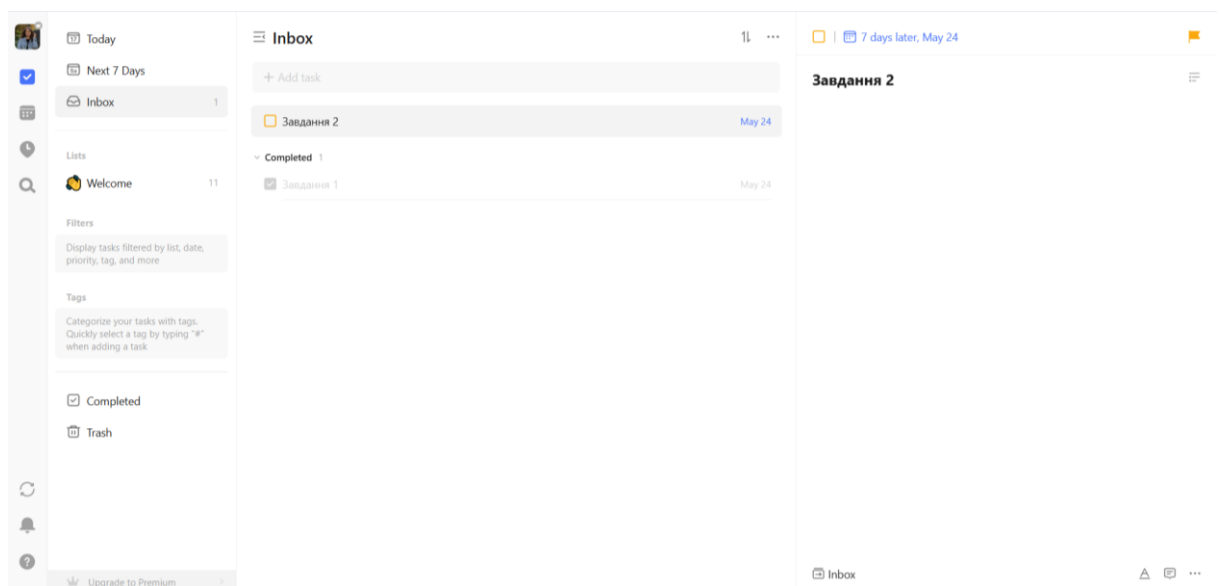 Today
Next 7 Days
Inbox 1
Lists
Welcome 11
Filters
Display tasks filtered by list, date,
priority, tag, and more
Tags
Categorize your tasks with tags.
Quickly select a tag by typing "#"
when adding a task
Completed
Trash
Upgrade to Premium
Inbox
+ Add task
Завдання 2 May 24
Completed 1
Завдання 1 May 24
7 days later, May 24
Завдання 2
Inbox